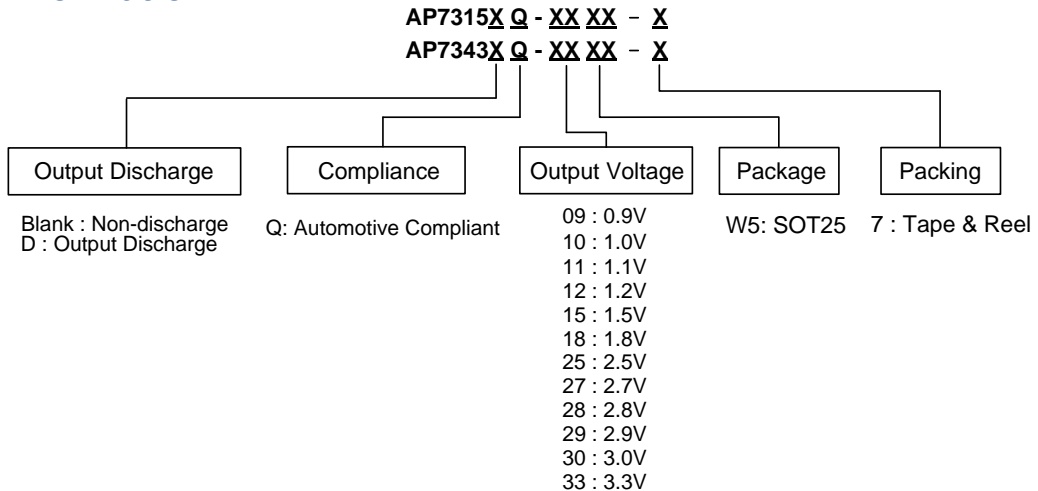 AP7315X Q - XX XX - X
AP7343X Q - XX XX - X
Output Discharge
Blank : Non-discharge
D : Output Discharge
Compliance
Q: Automotive Compliant
Output Voltage
09 : 0.9V
10 : 1.0V
11 : 1.1V
12 : 1.2V
15 : 1.5V
18 : 1.8V
25 : 2.5V
27 : 2.7V
28 : 2.8V
29 : 2.9V
30 : 3.0V
33 : 3.3V
Package
W5: SOT25
Packing
7 : Tape & Reel